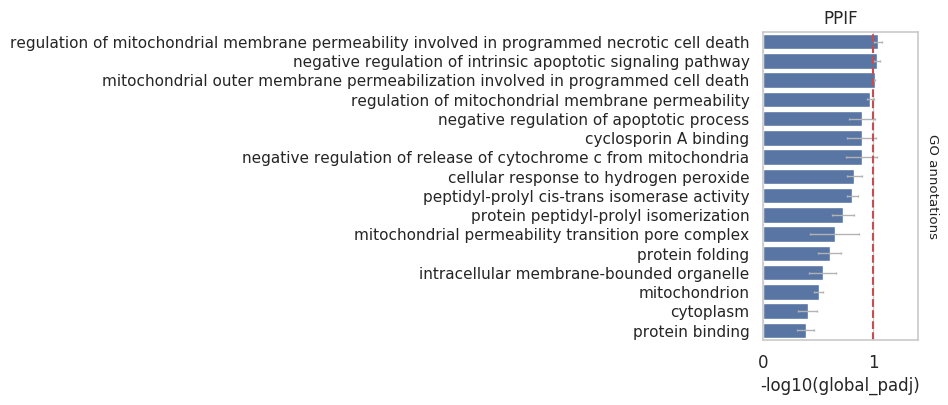 PPIF
regulation of mitochondrial membrane permeability involved in programmed necrotic cell death
negative regulation of intrinsic apoptotic signaling pathway
mitochondrial outer membrane permeabilization involved in programmed cell death
regulation of mitochondrial membrane permeability
negative regulation of apoptotic process
cyclosporin A binding
negative regulation of release of cytochrome c from mitochondria
cellular response to hydrogen peroxide
peptidyl-prolyl cis-trans isomerase activity
protein peptidyl-prolyl isomerization
mitochondrial permeability transition pore complex
protein folding
intracellular membrane-bounded organelle
mitochondrion
cytoplasm
protein binding
GO annotations
0 1
-log10(global_padj)